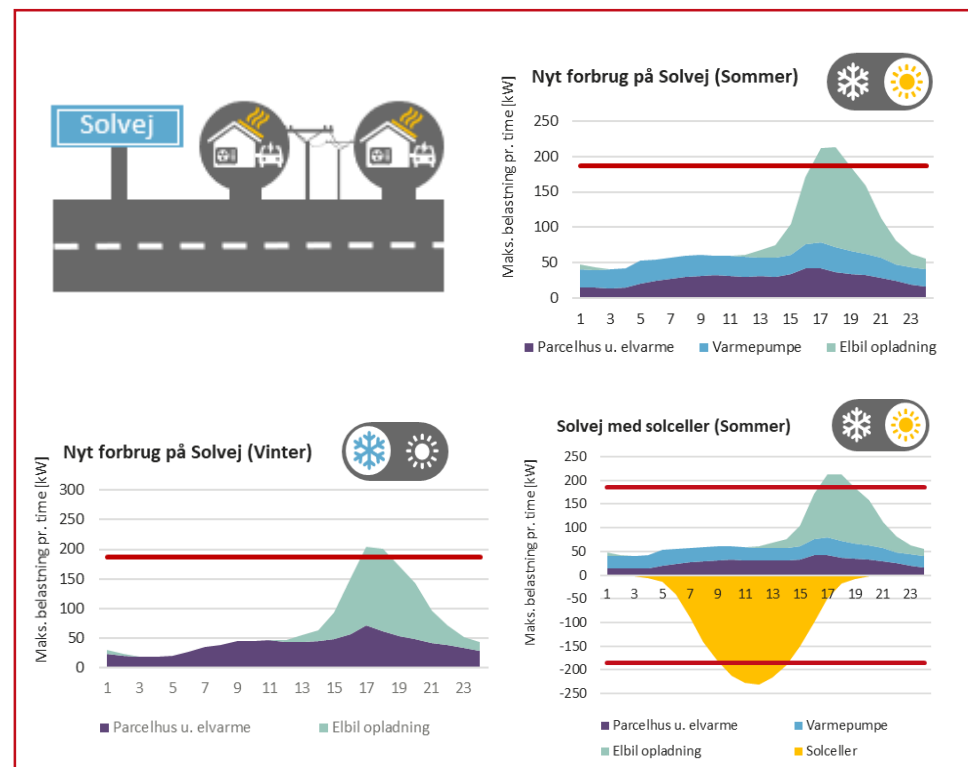 Solvej
Nyt forbrug på Solvej (Sommer)
Maks. belastning pr. time [kW]
250
200
150
100
50
0
1 3 5 7 9 11 13 15 17 19 21 23
Parcelhus u. elvarme Varmepumpe Elbil opladning
Nyt forbrug på Solvej (Vinter)
Maks. belastning pr. time [kW]
300
250
200
150
100
50
0
1 3 5 7 9 11 13 15 17 19 21 23
Parcelhus u. elvarme Elbil opladning
Solvej med solceller (Sommer)
Maks. belastning pr. time [kW]
250
200
150
100
50
0
1 3 5 7 9 11 13 15 17 19 21 23
-50
-100
-150
-200
-250
Parcelhus u. elvarme Varmepumpe
Elbil opladning Solceller